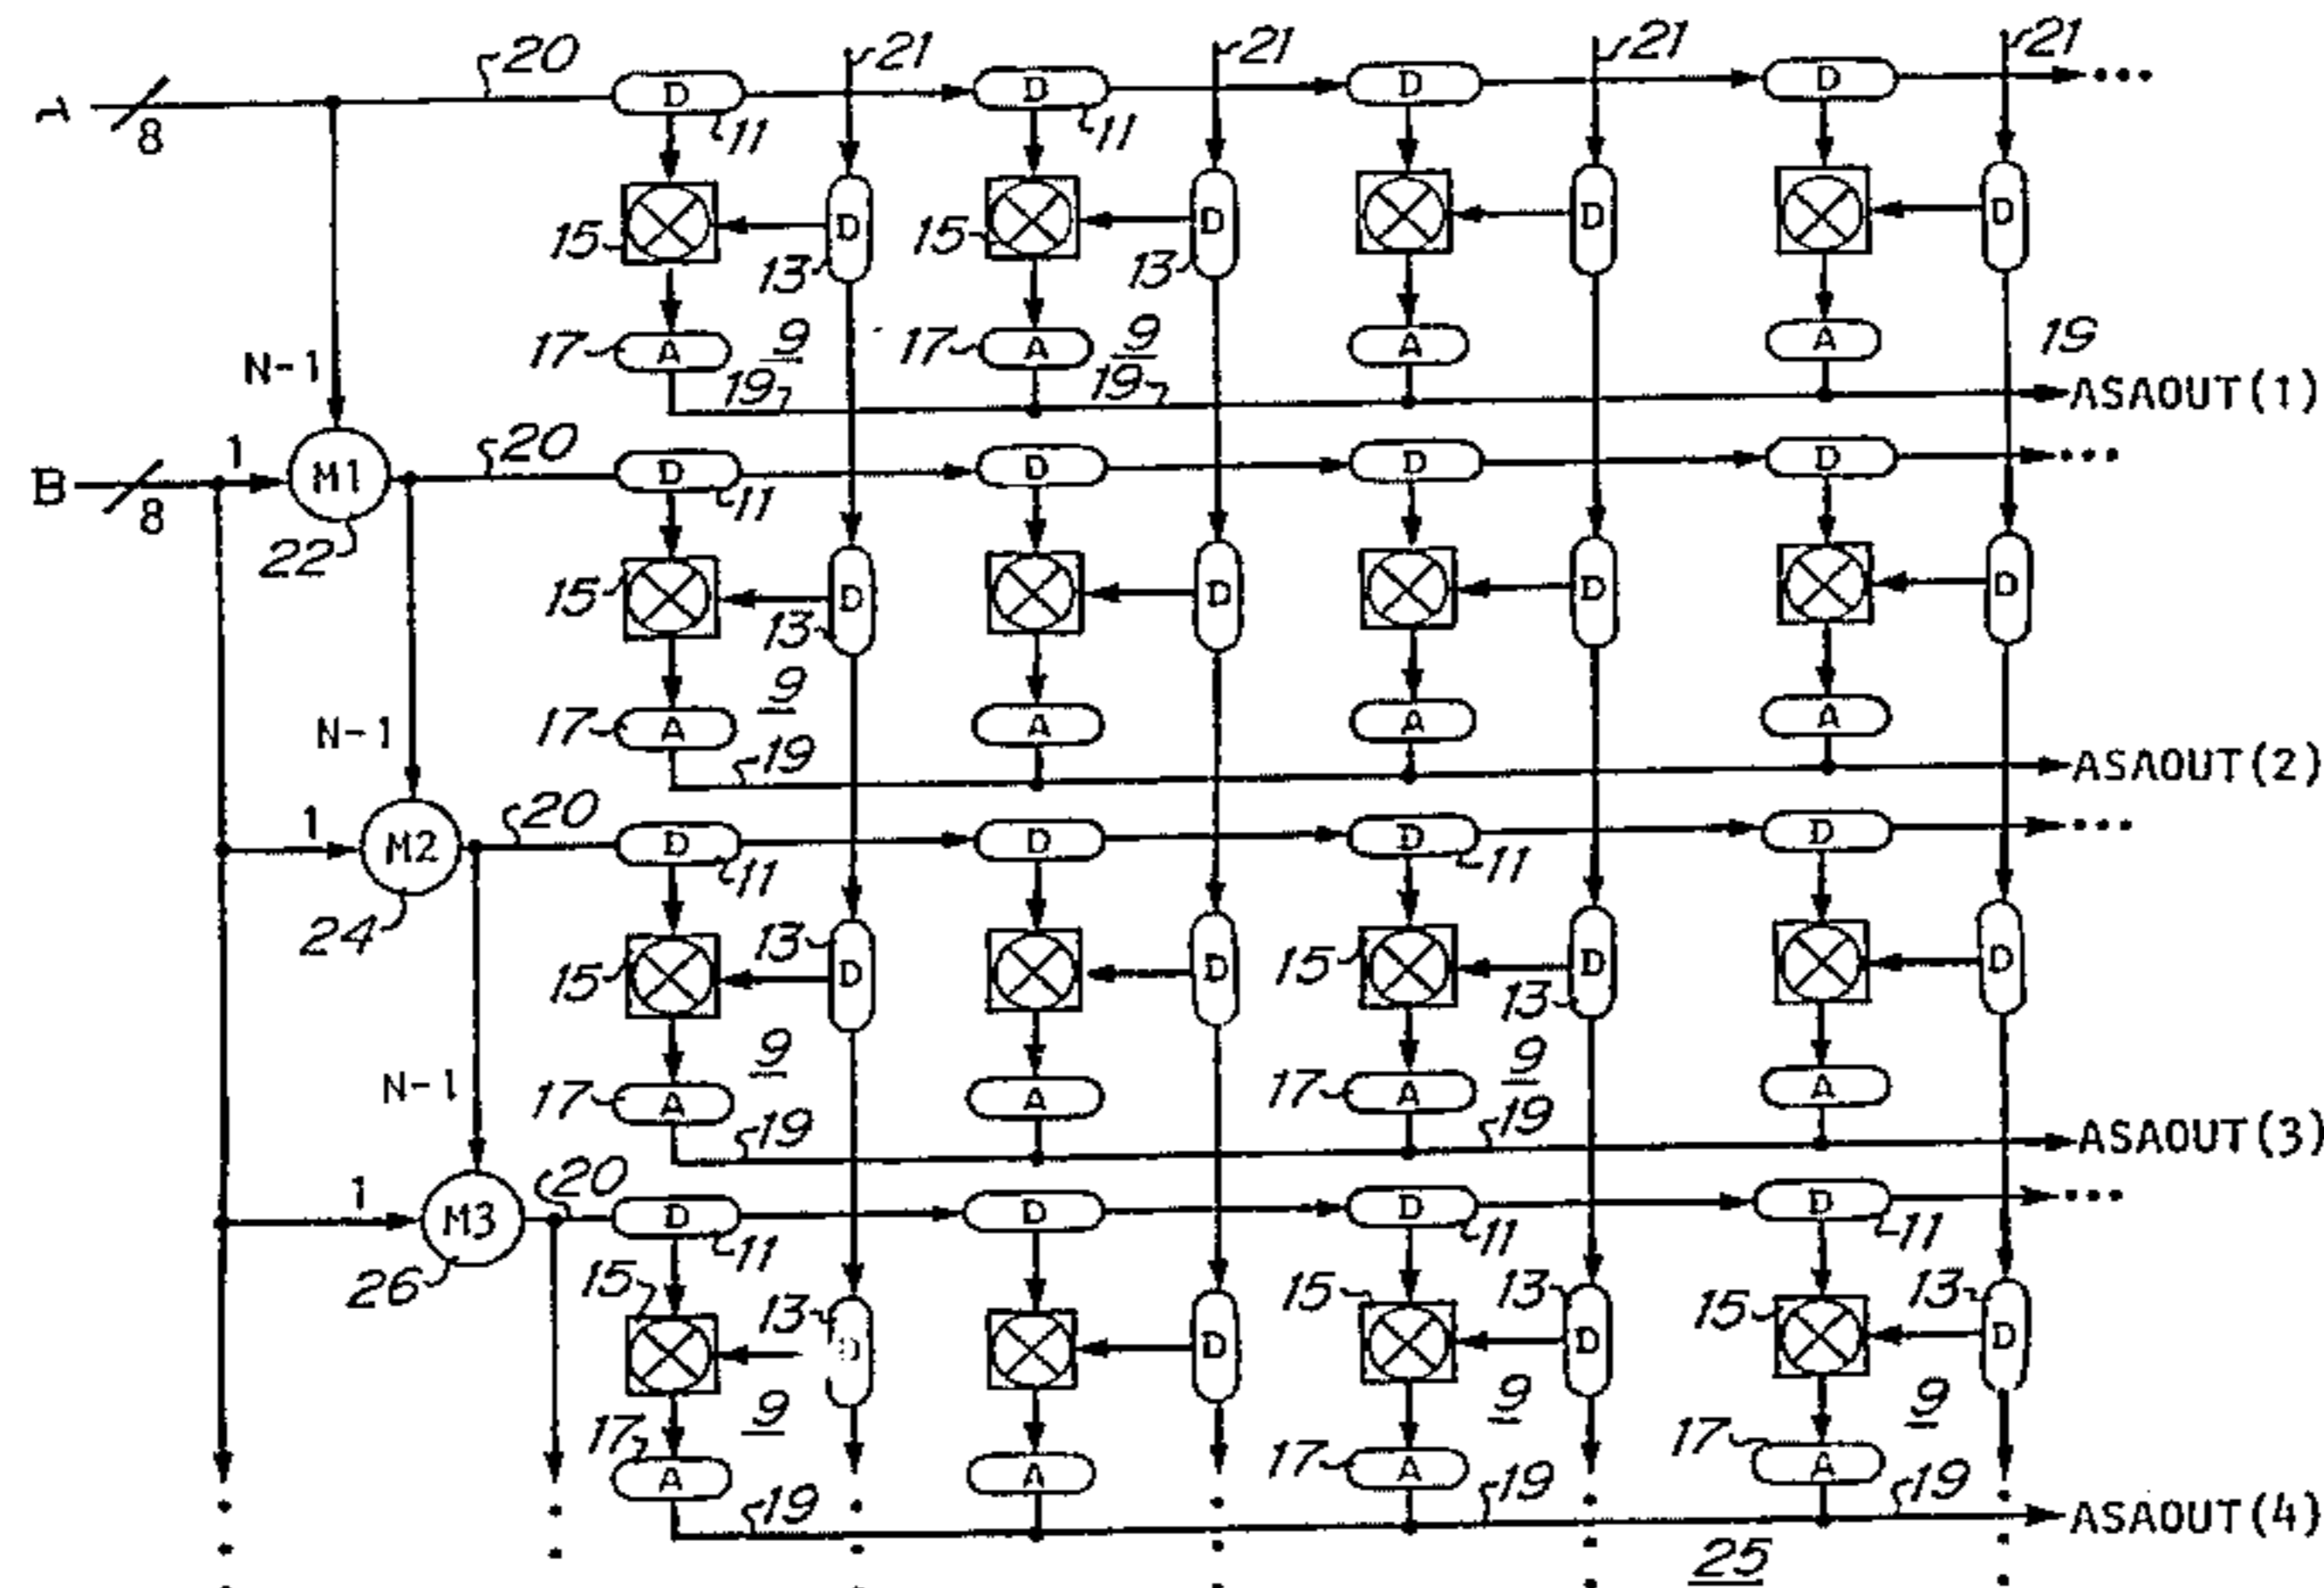 20 21 21 21 21
A 8 D D D D ...
11 11
15 D 15 D D D
13 13
N-1 17 A 9 17 A 9 A A 19
19 19 ASAOUT(1)
B 8 1 M1 20 D D D D ...
22 11
15 D D D D
13
N-1 17 A 9 A A A
19 ASAOUT(2)
1 M2 20 D D D D ...
24 11 11
15 13 D D 15 D D
13
N-1 17 A 9 A 17 A 9 A
19 19 ASAOUT(3)
1 M3 20 D D D D ...
26 11 11 11
15 13 D D 15 13 D 15 13 D
17 A 9 A 17 A 9 17 A 9
19 19 19 ASAOUT(4)
25